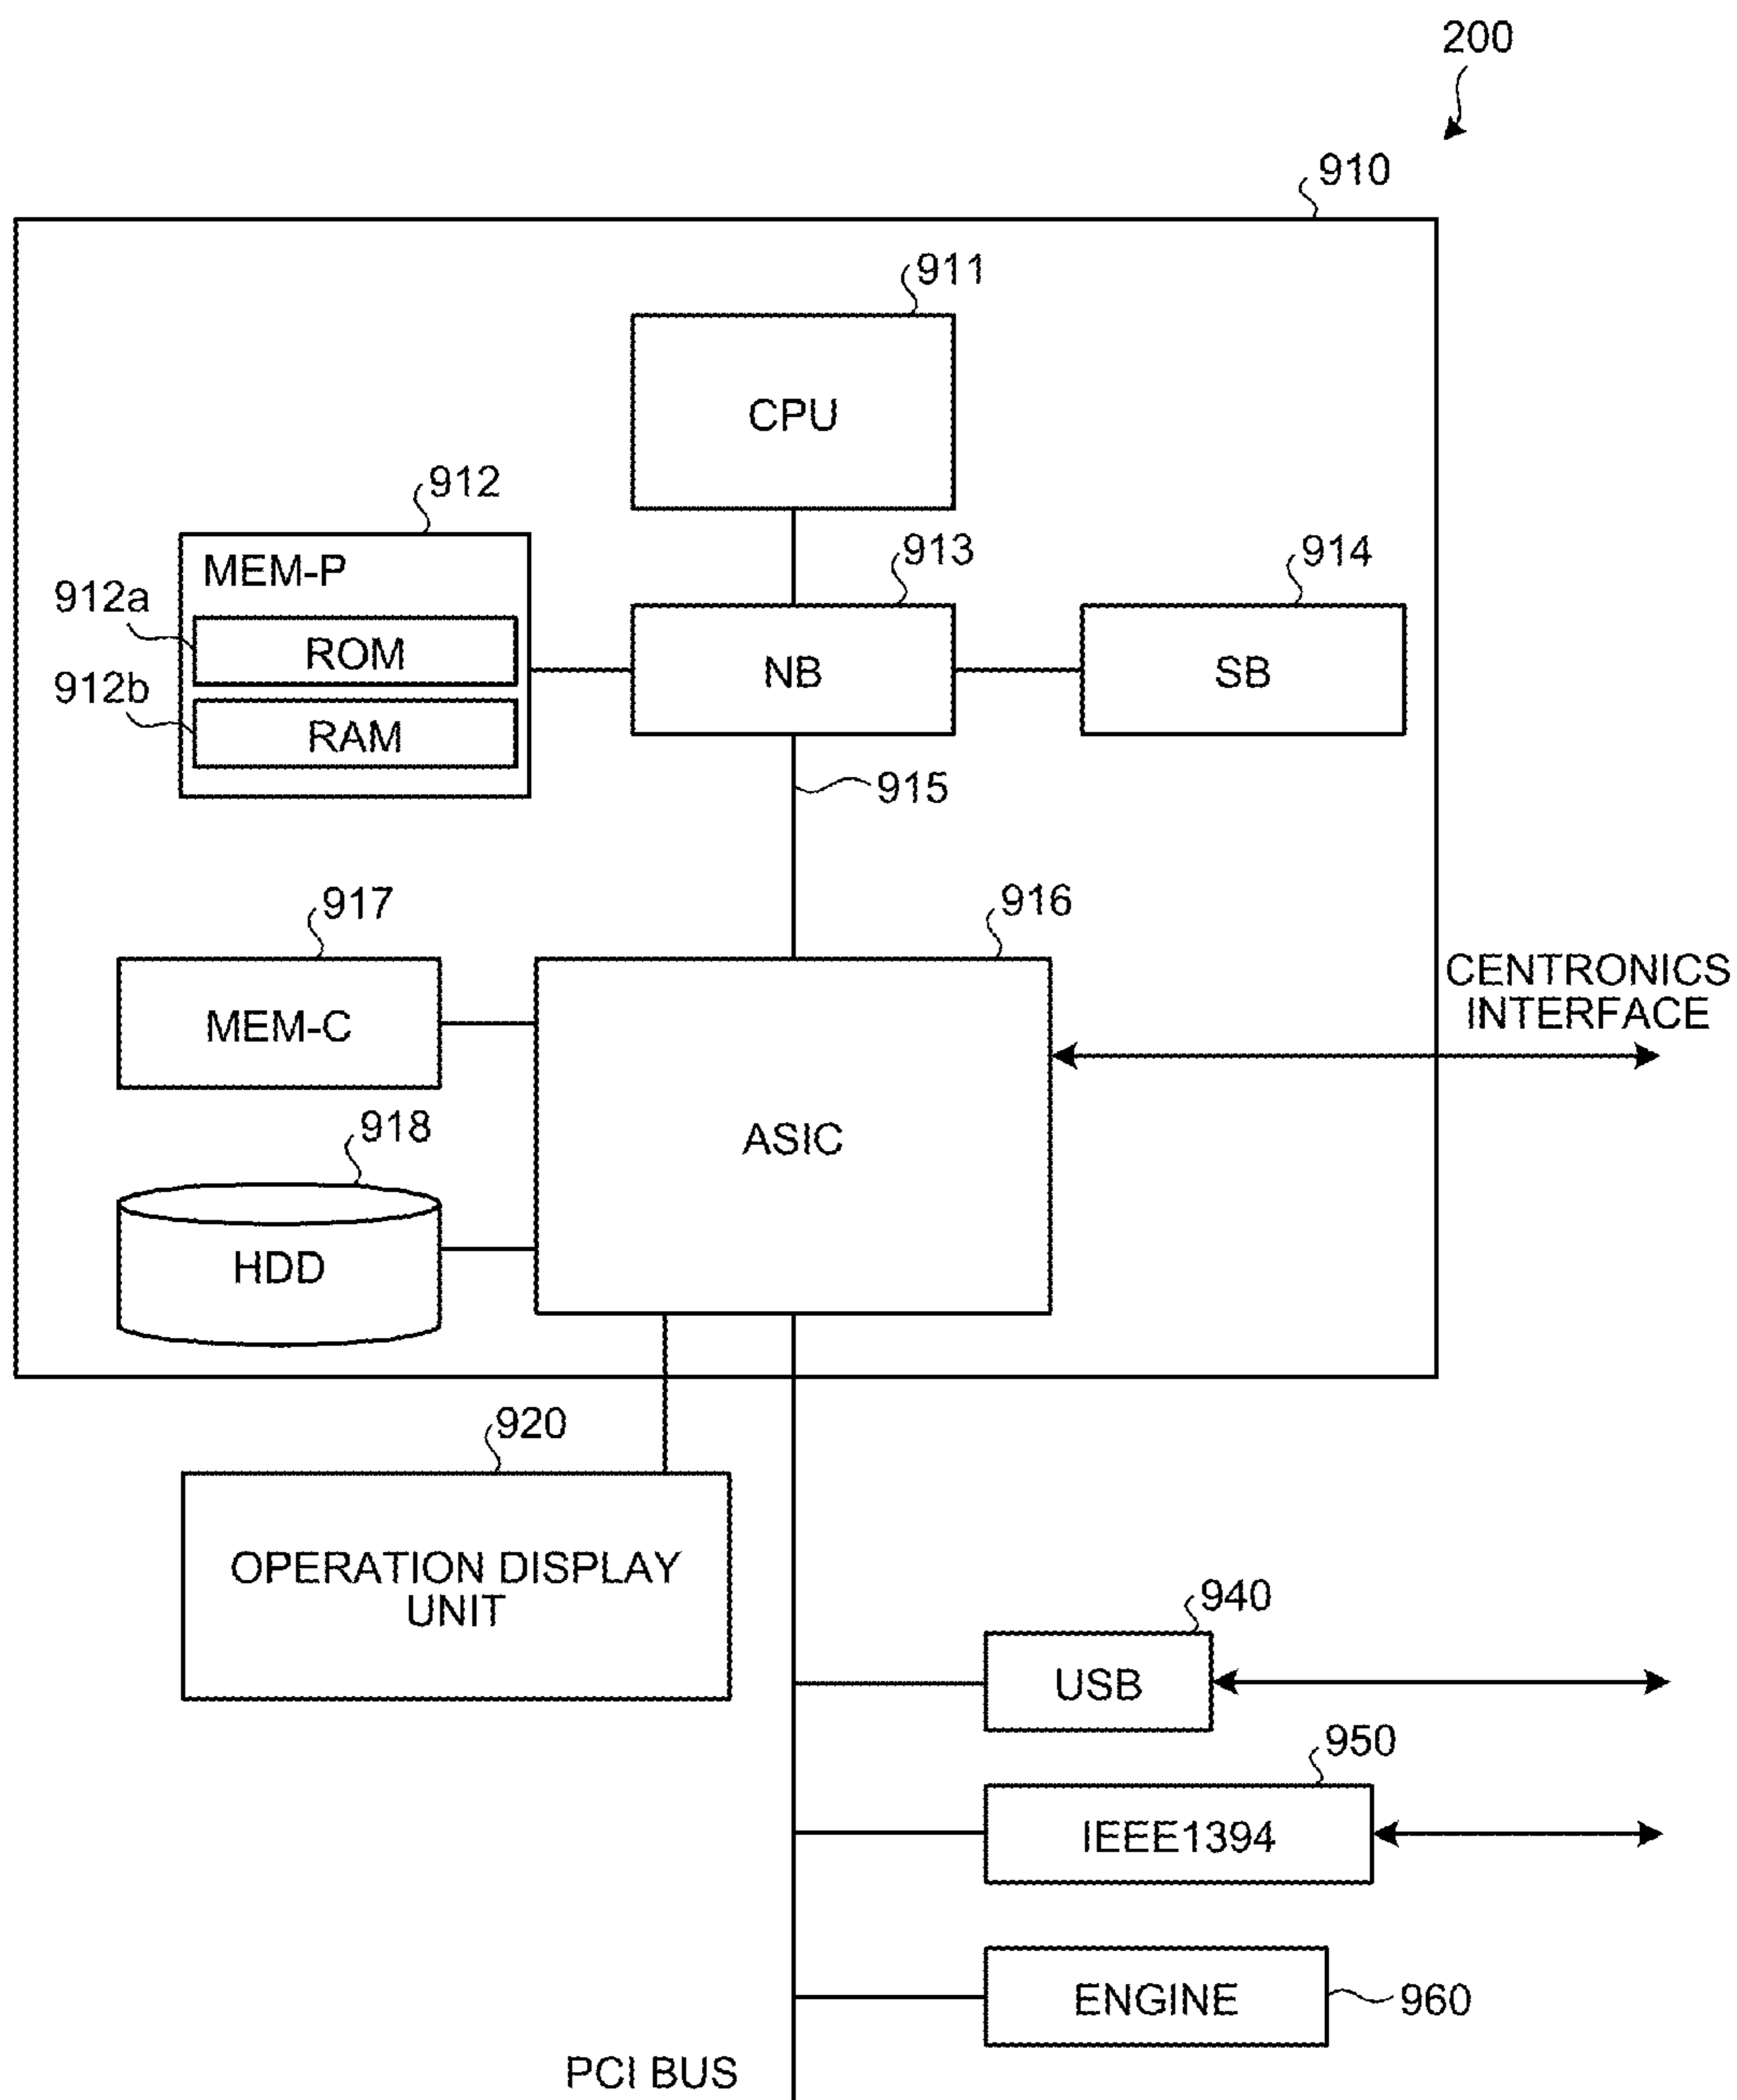 200
910
911
CPU
912
MEM-P
912a
ROM
912b
RAM
913
NB
914
SB
915
917
MEM-C
916
ASIC
CENTRONICS
INTERFACE
918
HDD
920
OPERATION DISPLAY
UNIT
940
USB
950
IEEE1394
ENGINE
960
PCI BUS